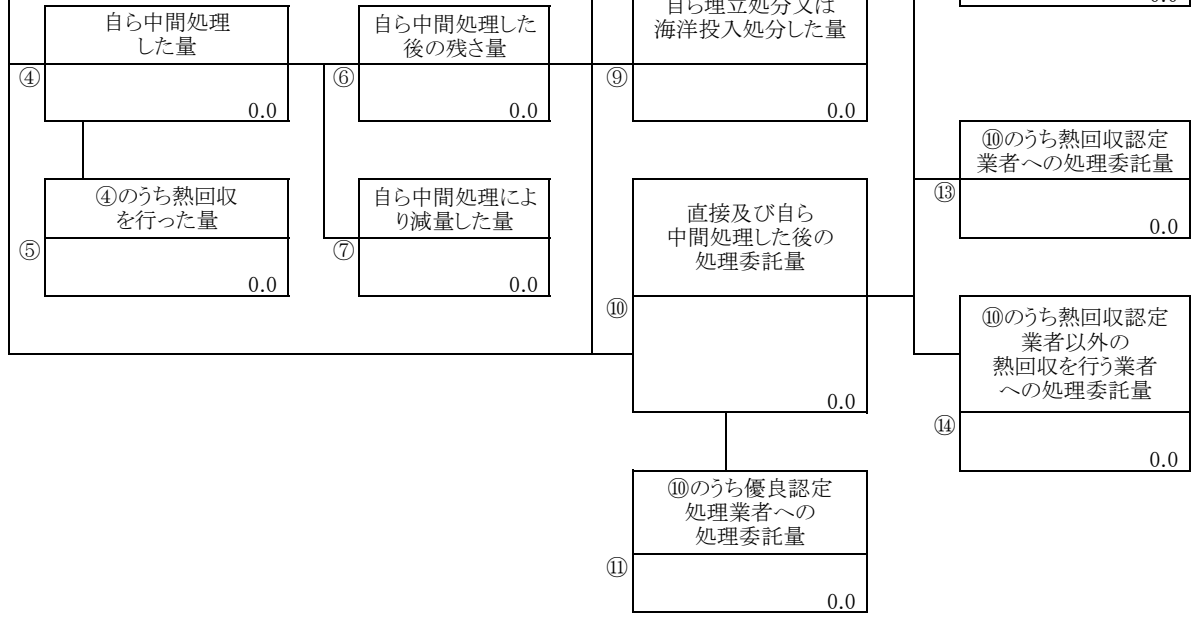 自ら中間処理
した量
④
0.0
自ら中間処理した
後の残さ量
⑥
0.0
自ら埋立処分又は
海洋投入処分した量
⑨
0.0
0.0
④のうち熱回収
を行った量
⑤
0.0
自ら中間処理によ
り減量した量
⑦
0.0
直接及び自ら
中間処理した後の
処理委託量
⑩
0.0
⑩のうち熱回収認定
業者への処理委託量
⑬
0.0
⑩のうち熱回収認定
業者以外の
熱回収を行う業者
への処理委託量
⑭
0.0
⑩のうち優良認定
処理業者への
処理委託量
⑪
0.0